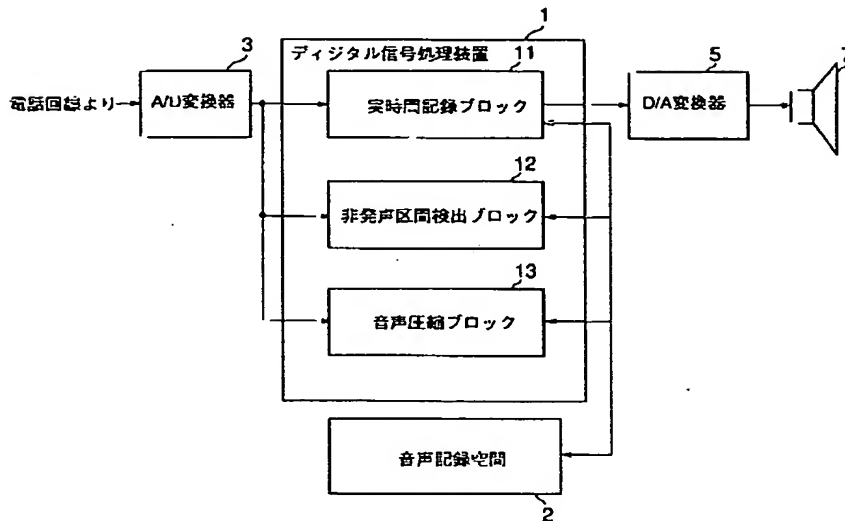 1
3
ディジタル信号処理装置
11
5
7
電話回線より
A/D変換器
実時間記録ブロック
D/A変換器
12
非発声区間検出ブロック
13
音声圧縮ブロック
音声記録空間
2